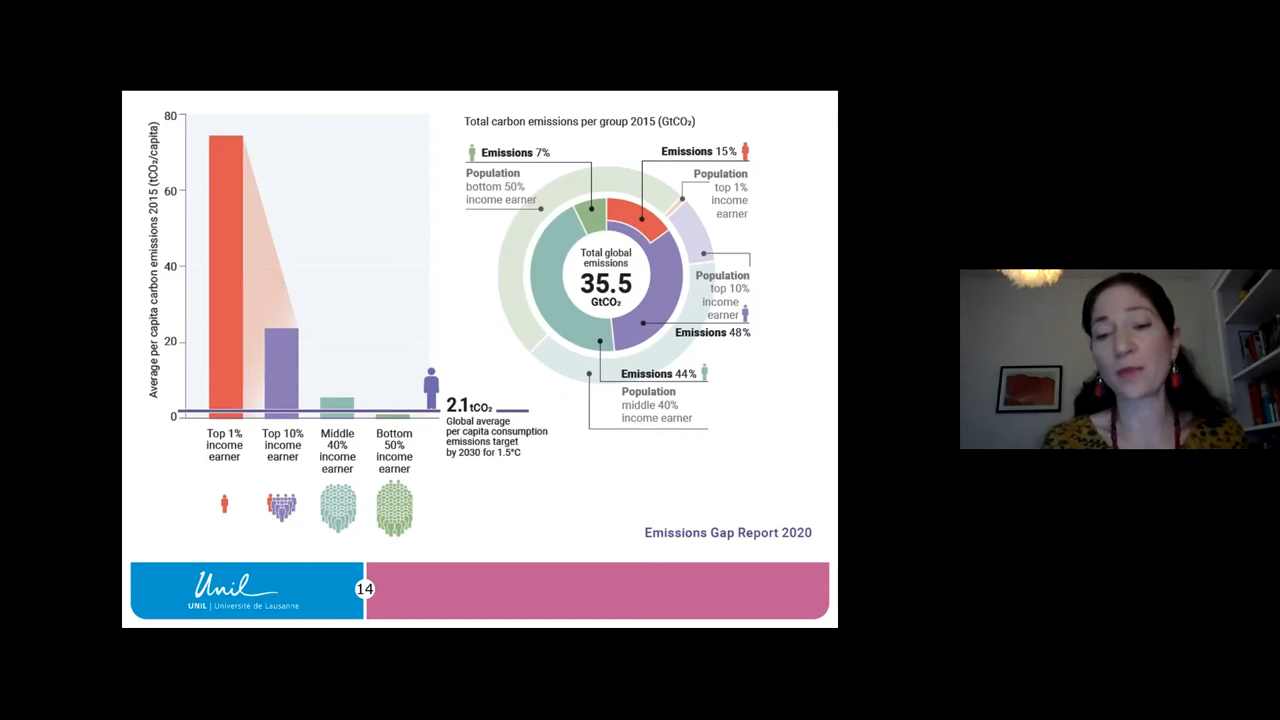 Average per capita carbon emissions 2015 (tCO₂/capita)
80
60
40
20
0
Top 1%
income
earner
Top 10%
income
earner
Middle
40%
income
earner
Bottom
50%
income
earner
2.1tCO₂
Global average
per capita consumption
emissions target
by 2030 for 1.5°C
Total carbon emissions per group 2015 (GtCO₂)
Emissions 7%
Population
bottom 50%
income earner
Emissions 15%
Population
top 1%
income
earner
Total global
emissions
35.5
GtCO₂
Population
top 10%
income
earner
Emissions 48%
Emissions 44%
Population
middle 40%
income earner
Emissions Gap Report 2020
Unil
UNIL | Université de Lausanne
14